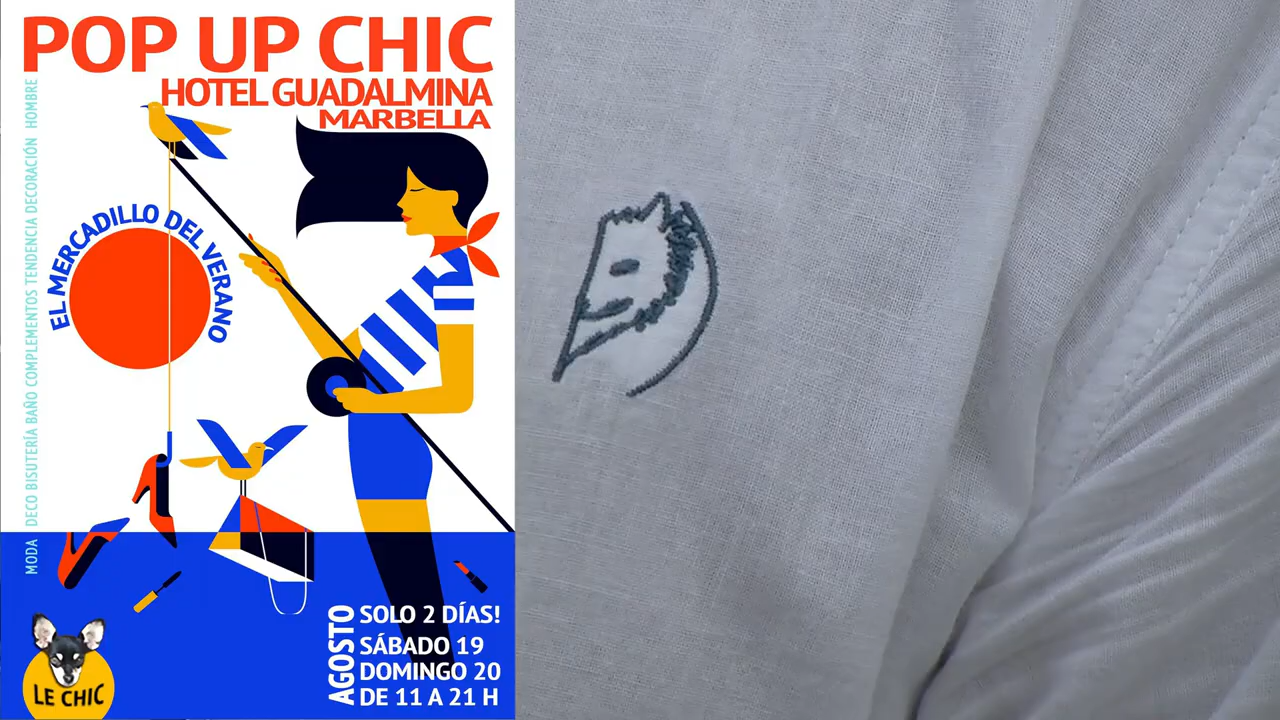 POP UP CHIC
HOTEL GUADALMINA
MARBELLA
EL MERCADILLO DEL VERANO
MODA DECO BISUTERÍA BAÑO COMPLEMENTOS TENDENCIA DECORACIÓN HOMBRE
AGOSTO
SOLO 2 DÍAS!
SÁBADO 19
DOMINGO 20
DE 11 A 21 H
LE CHIC